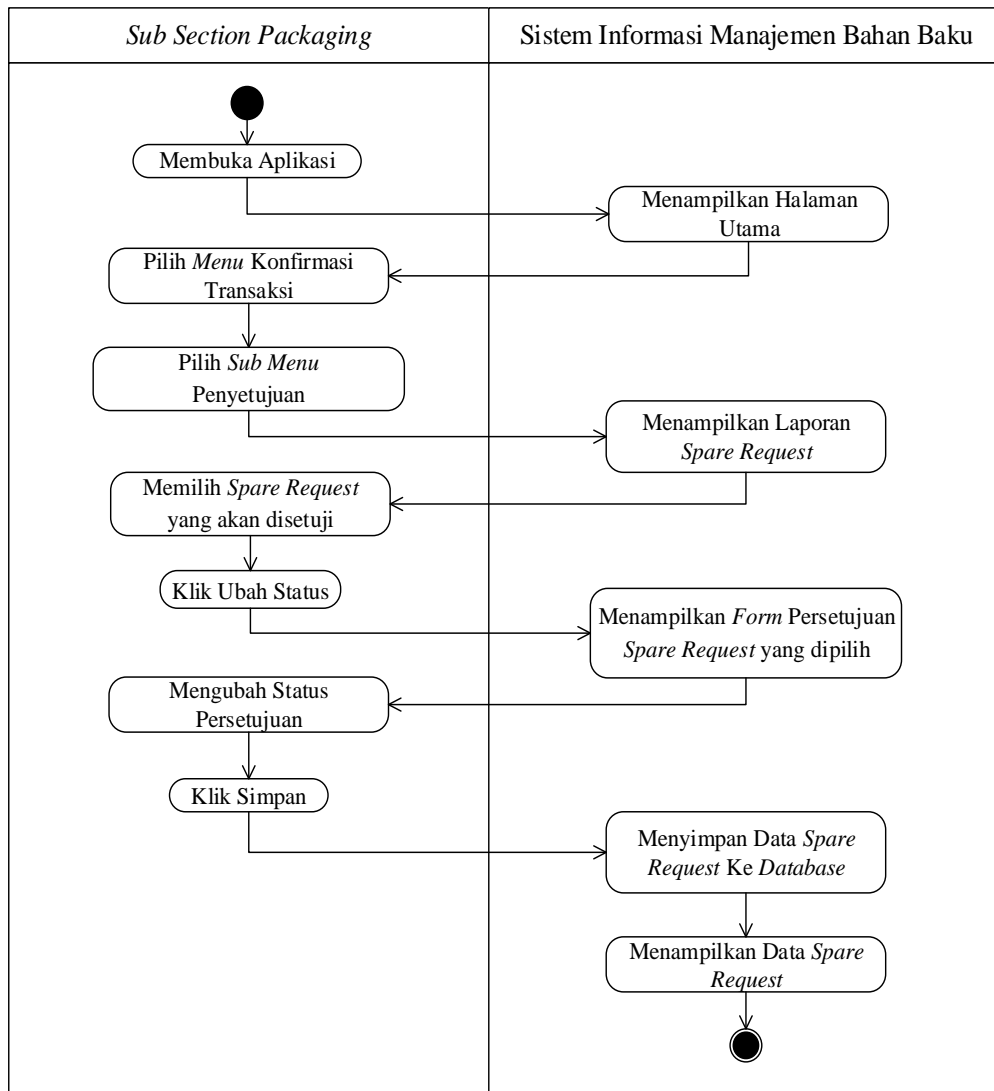 Sub Section Packaging
Sistem Informasi Manajemen Bahan Baku
Membuka Aplikasi
Menampilkan Halaman
Utama
Pilih Menu Konfirmasi
Transaksi
Pilih Sub Menu
Penyetujuan
Menampilkan Laporan
Spare Request
Memilih Spare Request
yang akan disetuji
Klik Ubah Status
Menampilkan Form Persetujuan
Spare Request yang dipilih
Mengubah Status
Persetujuan
Klik Simpan
Menyimpan Data Spare
Request Ke Database
Menampilkan Data Spare
Request